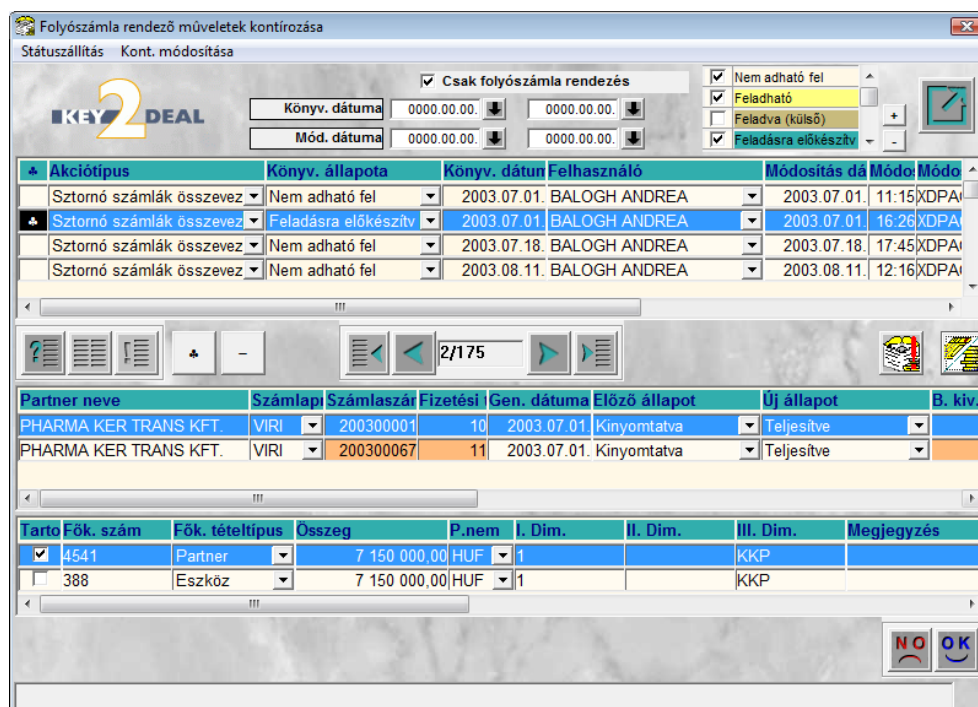 Folyószámla rendező műveletek kontírozása
Státuszállítás Kont. módosítása
KEY 2 DEAL
Csak folyószámla rendezés
Könyv. dátuma 0000.00.00. 0000.00.00.
Mód. dátuma 0000.00.00. 0000.00.00.
Nem adható fel
Feladható
Feladva (külső)
Feladásra előkészítv
+
-
♣ Akciótípus Könyv. állapota Könyv. dátum Felhasználó Módosítás dá Módos Módo
Sztornó számlák összevez Nem adható fel 2003.07.01. BALOGH ANDREA 2003.07.01. 11:15 XDPA
♣ Sztornó számlák összevez Feladásra előkészítv 2003.07.01. BALOGH ANDREA 2003.07.01. 16:26 XDPA
Sztornó számlák összevez Nem adható fel 2003.07.18. BALOGH ANDREA 2003.07.18. 17:45 XDPA
Sztornó számlák összevez Nem adható fel 2003.08.11. BALOGH ANDREA 2003.08.11. 12:16 XDPA
? ♣ - 2/175
Partner neve Számlapr Számlaszár Fizetési Gen. dátuma Előző állapot Új állapot B. kiv.
PHARMA KER TRANS KFT. VIRI 200300001 10 2003.07.01. Kinyomtatva Teljesítve
PHARMA KER TRANS KFT. VIRI 200300067 11 2003.07.01. Kinyomtatva Teljesítve
Tarto Fők. szám Fők. tételtípus Összeg P.nem I. Dim. II. Dim. III. Dim. Megjegyzés
4541 Partner 7 150 000,00 HUF 1 KKP
388 Eszköz 7 150 000,00 HUF 1 KKP
NO OK